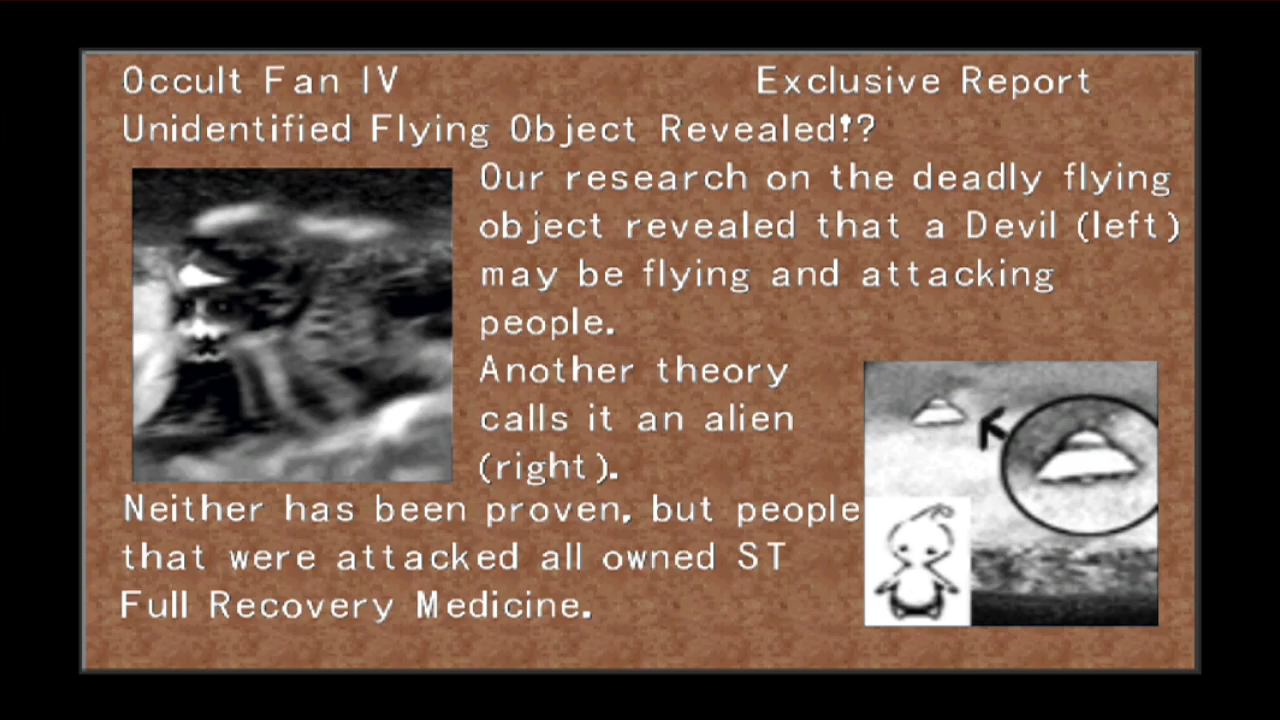 Occult Fan IV Exclusive Report
Unidentified Flying Object Revealed!?
Our research on the deadly flying
object revealed that a Devil (left)
may be flying and attacking
people.
Another theory
calls it an alien
(right).
Neither has been proven, but people
that were attacked all owned ST
Full Recovery Medicine.